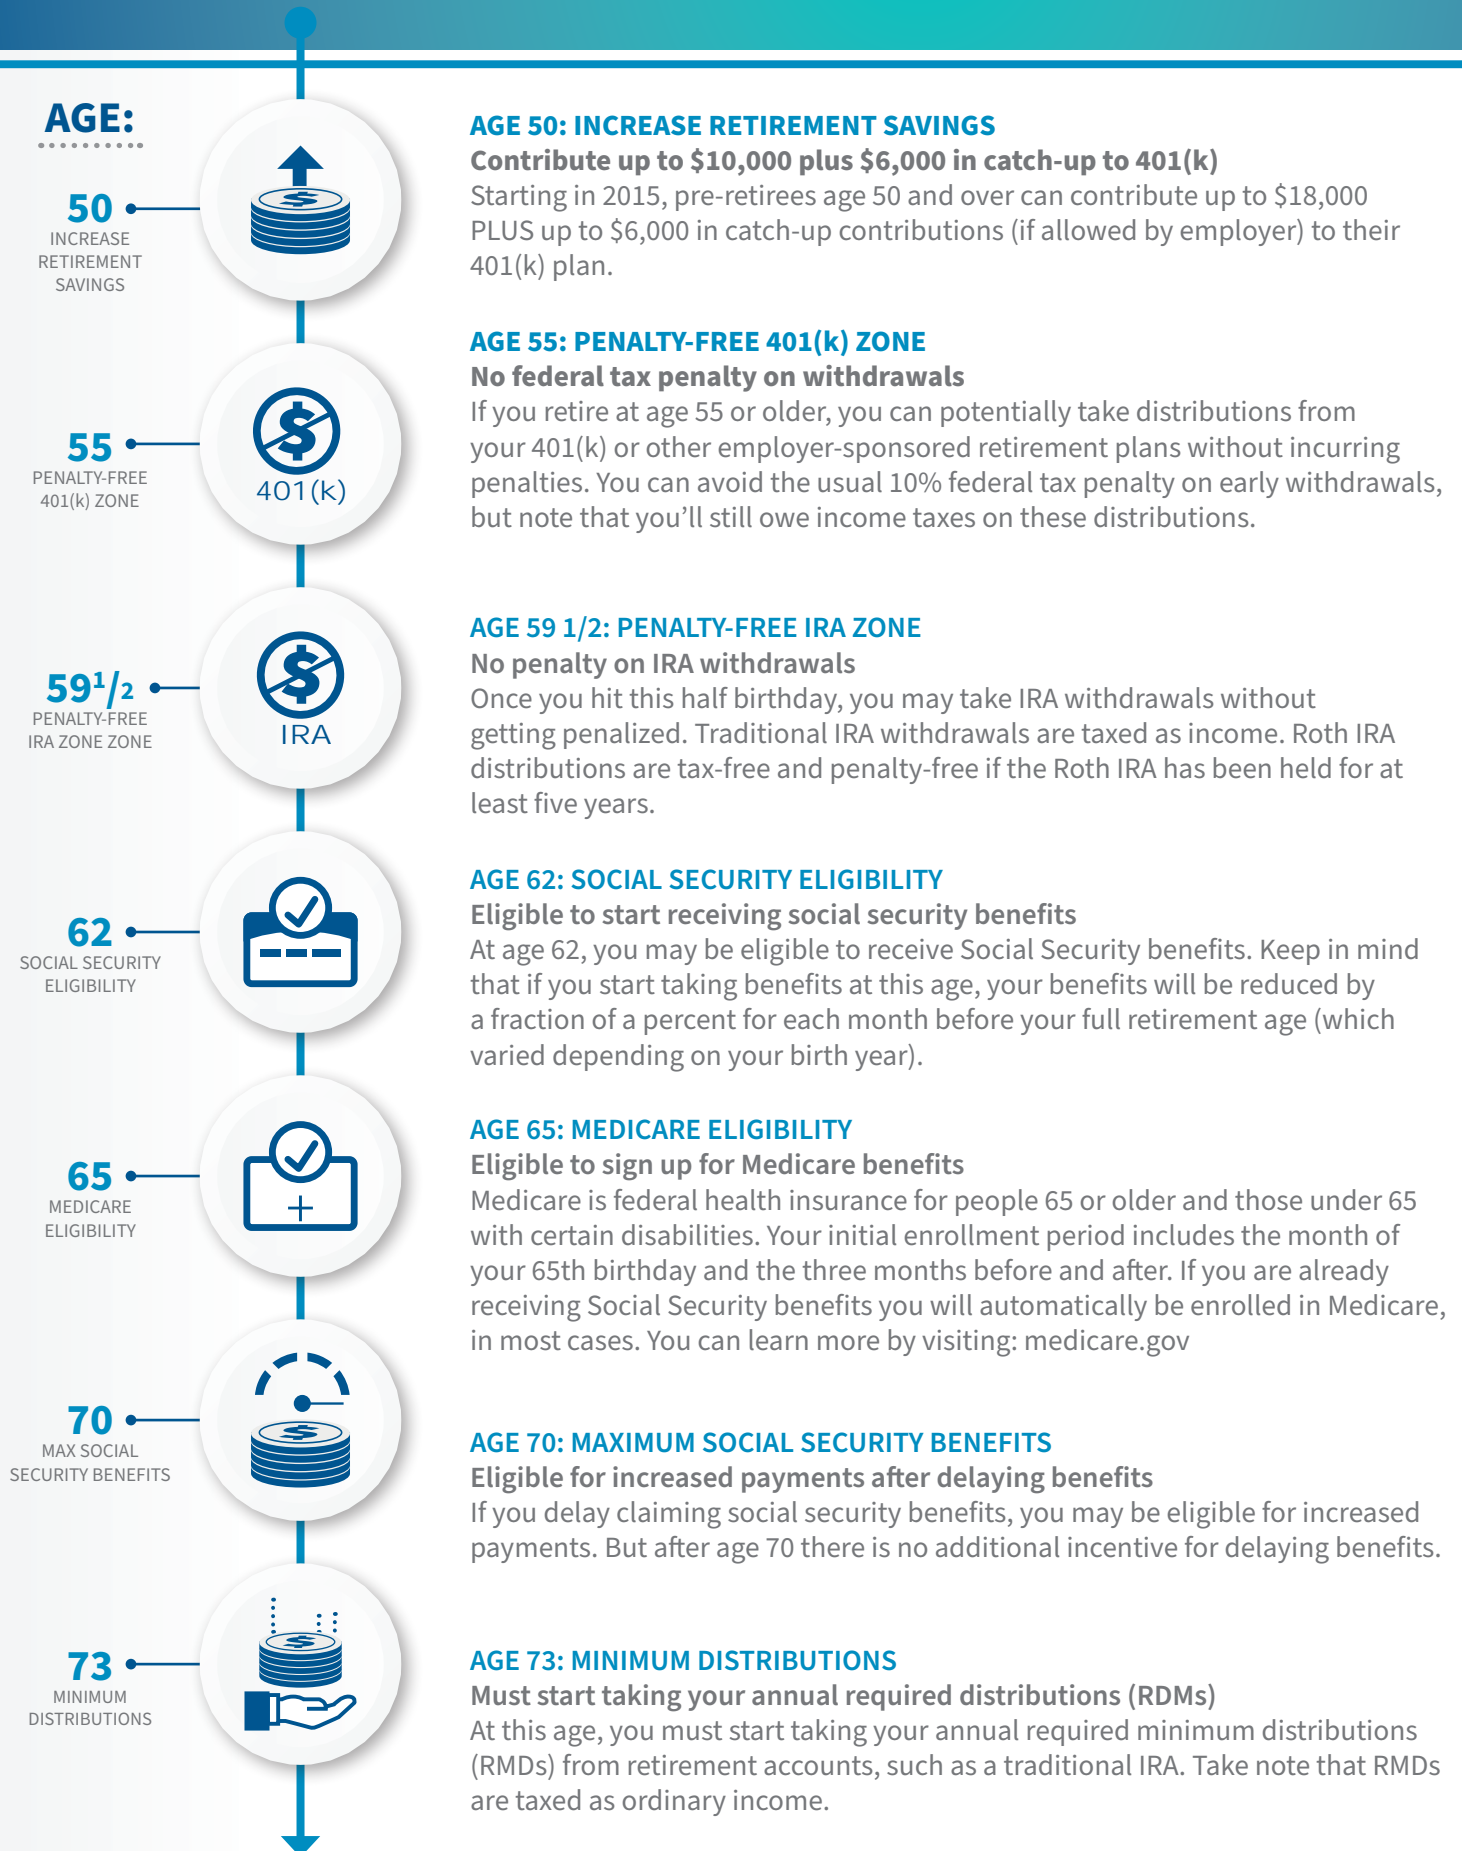 AGE:
50
INCREASE
RETIREMENT
SAVINGS
AGE 50: INCREASE RETIREMENT SAVINGS
Contribute up to $10,000 plus $6,000 in catch-up to 401(k)
Starting in 2015, pre-retirees age 50 and over can contribute up to $18,000
PLUS up to $6,000 in catch-up contributions (if allowed by employer) to their
401(k) plan.
55
PENALTY-FREE
401(k) ZONE
$
401(k)
AGE 55: PENALTY-FREE 401(k) ZONE
No federal tax penalty on withdrawals
If you retire at age 55 or older, you can potentially take distributions from
your 401(k) or other employer-sponsored retirement plans without incurring
penalties. You can avoid the usual 10% federal tax penalty on early withdrawals,
but note that you’ll still owe income taxes on these distributions.
59 1/2
PENALTY-FREE
IRA ZONE ZONE
$
IRA
AGE 59 1/2: PENALTY-FREE IRA ZONE
No penalty on IRA withdrawals
Once you hit this half birthday, you may take IRA withdrawals without
getting penalized. Traditional IRA withdrawals are taxed as income. Roth IRA
distributions are tax-free and penalty-free if the Roth IRA has been held for at
least five years.
62
SOCIAL SECURITY
ELIGIBILITY
AGE 62: SOCIAL SECURITY ELIGIBILITY
Eligible to start receiving social security benefits
At age 62, you may be eligible to receive Social Security benefits. Keep in mind
that if you start taking benefits at this age, your benefits will be reduced by
a fraction of a percent for each month before your full retirement age (which
varied depending on your birth year).
65
MEDICARE
ELIGIBILITY
AGE 65: MEDICARE ELIGIBILITY
Eligible to sign up for Medicare benefits
Medicare is federal health insurance for people 65 or older and those under 65
with certain disabilities. Your initial enrollment period includes the month of
your 65th birthday and the three months before and after. If you are already
receiving Social Security benefits you will automatically be enrolled in Medicare,
in most cases. You can learn more by visiting: medicare.gov
70
MAX SOCIAL
SECURITY BENEFITS
$
AGE 70: MAXIMUM SOCIAL SECURITY BENEFITS
Eligible for increased payments after delaying benefits
If you delay claiming social security benefits, you may be eligible for increased
payments. But after age 70 there is no additional incentive for delaying benefits.
73
MINIMUM
DISTRIBUTIONS
$
AGE 73: MINIMUM DISTRIBUTIONS
Must start taking your annual required distributions (RDMs)
At this age, you must start taking your annual required minimum distributions
(RMDs) from retirement accounts, such as a traditional IRA. Take note that RMDs
are taxed as ordinary income.